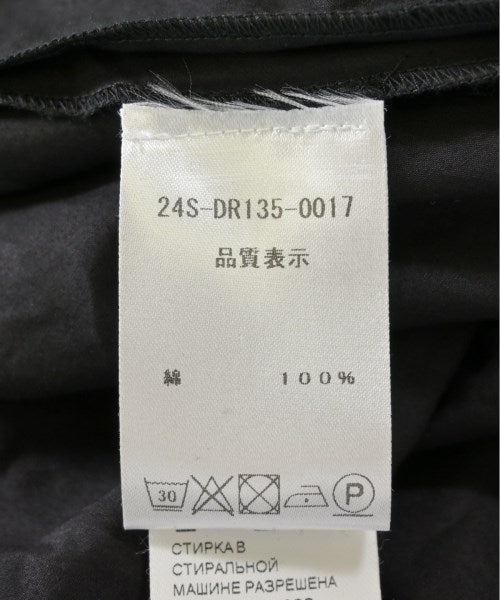 24S-DR135-0017
品質表示
綿 100%
30 P
СТИРКА В
СТИРАЛЬНОЙ
МАШИНЕ РАЗРЕШЕНА